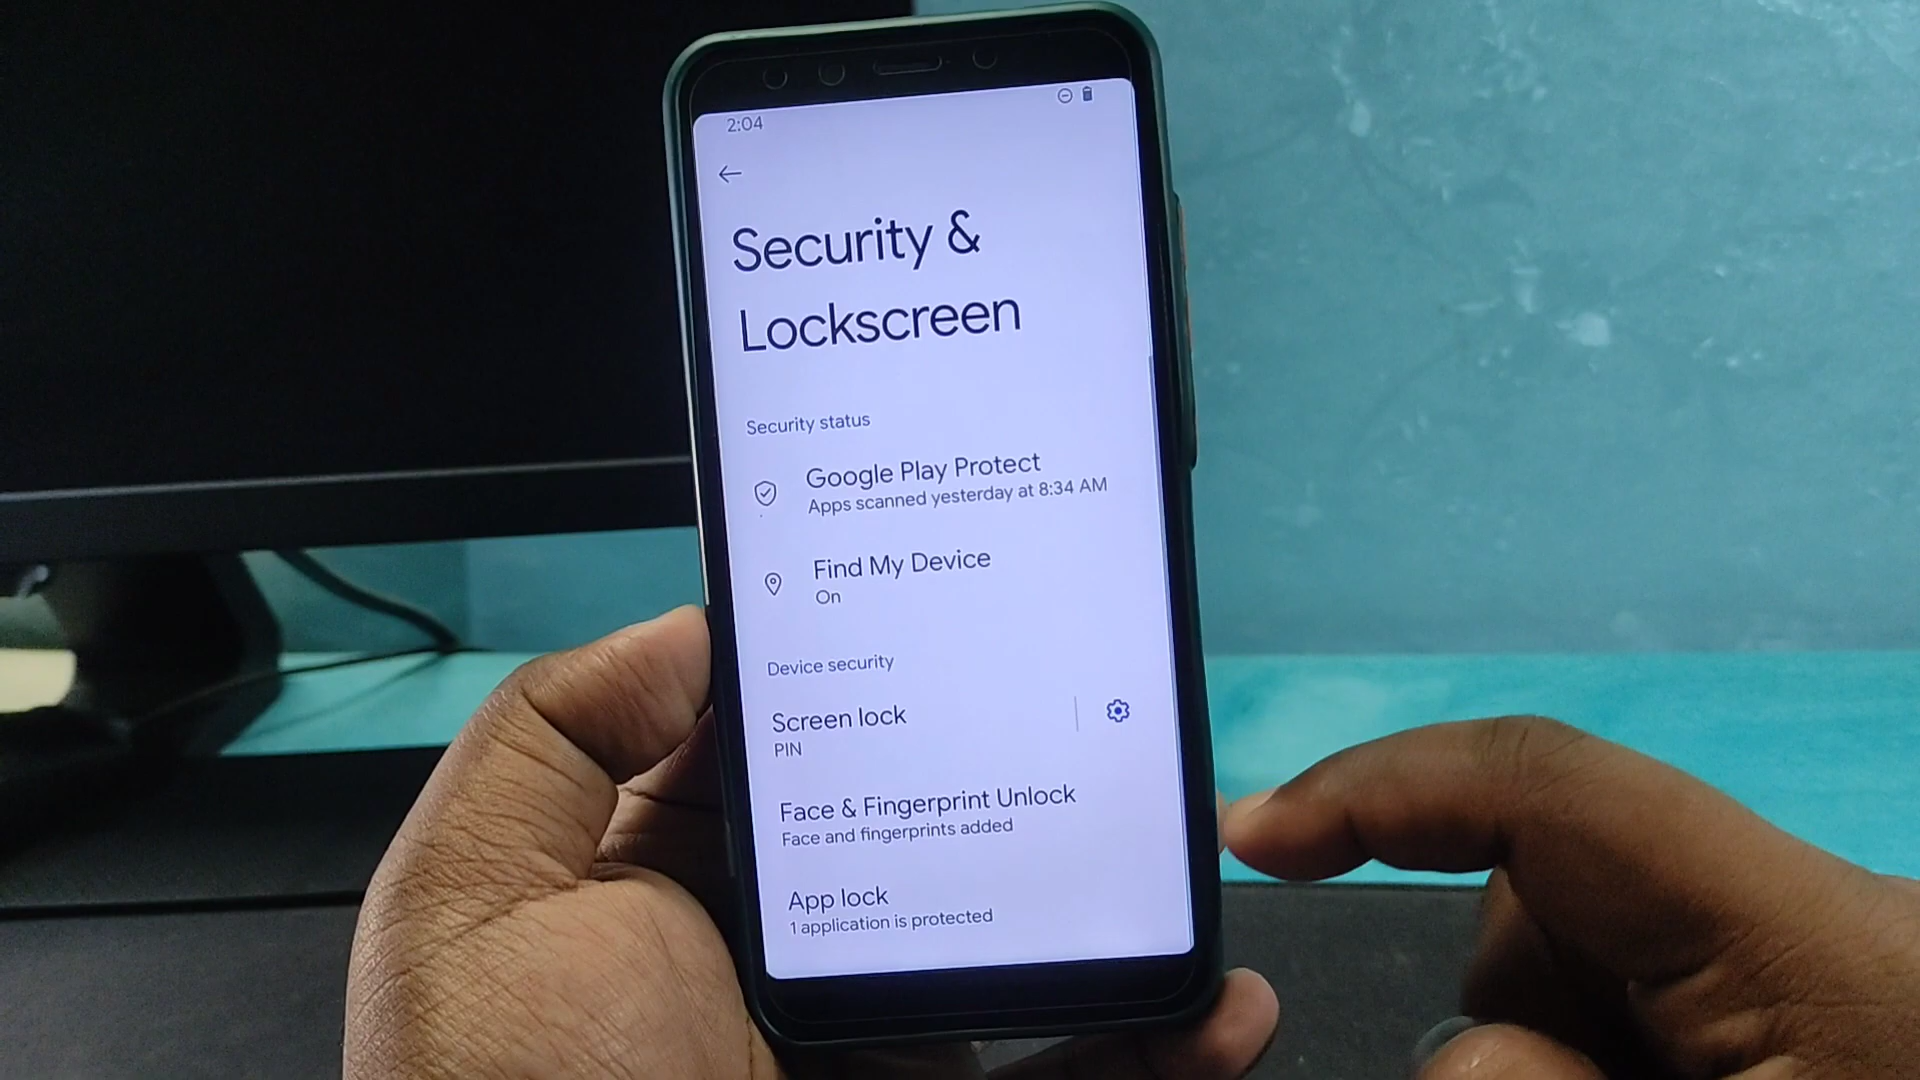 2:04
Security &
Lockscreen
Security status
Google Play Protect
Apps scanned yesterday at 8:34 AM
Find My Device
On
Device security
Screen lock
PIN
Face & Fingerprint Unlock
Face and fingerprints added
App lock
1 application is protected